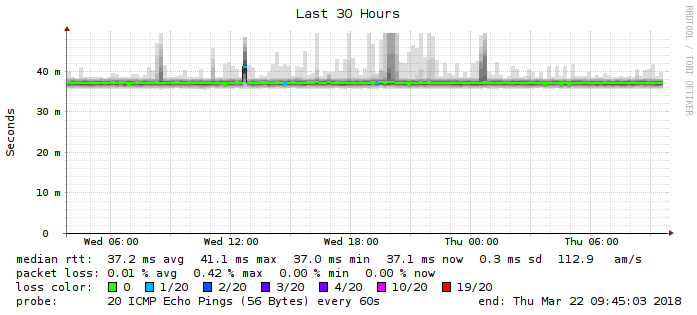 Last 30 Hours
RRDTOOL / TOBI OETIKER
Seconds
40 m
30 m
20 m
10 m
0
Wed 06:00 Wed 12:00 Wed 18:00 Thu 00:00 Thu 06:00
median rtt: 37.2 ms avg 41.1 ms max 37.0 ms min 37.1 ms now 0.3 ms sd 112.9 am/s
packet loss: 0.01 % avg 0.42 % max 0.00 % min 0.00 % now
loss color: 0 1/20 2/20 3/20 4/20 10/20 19/20
probe: 20 ICMP Echo Pings (56 Bytes) every 60s end: Thu Mar 22 09:45:03 2018